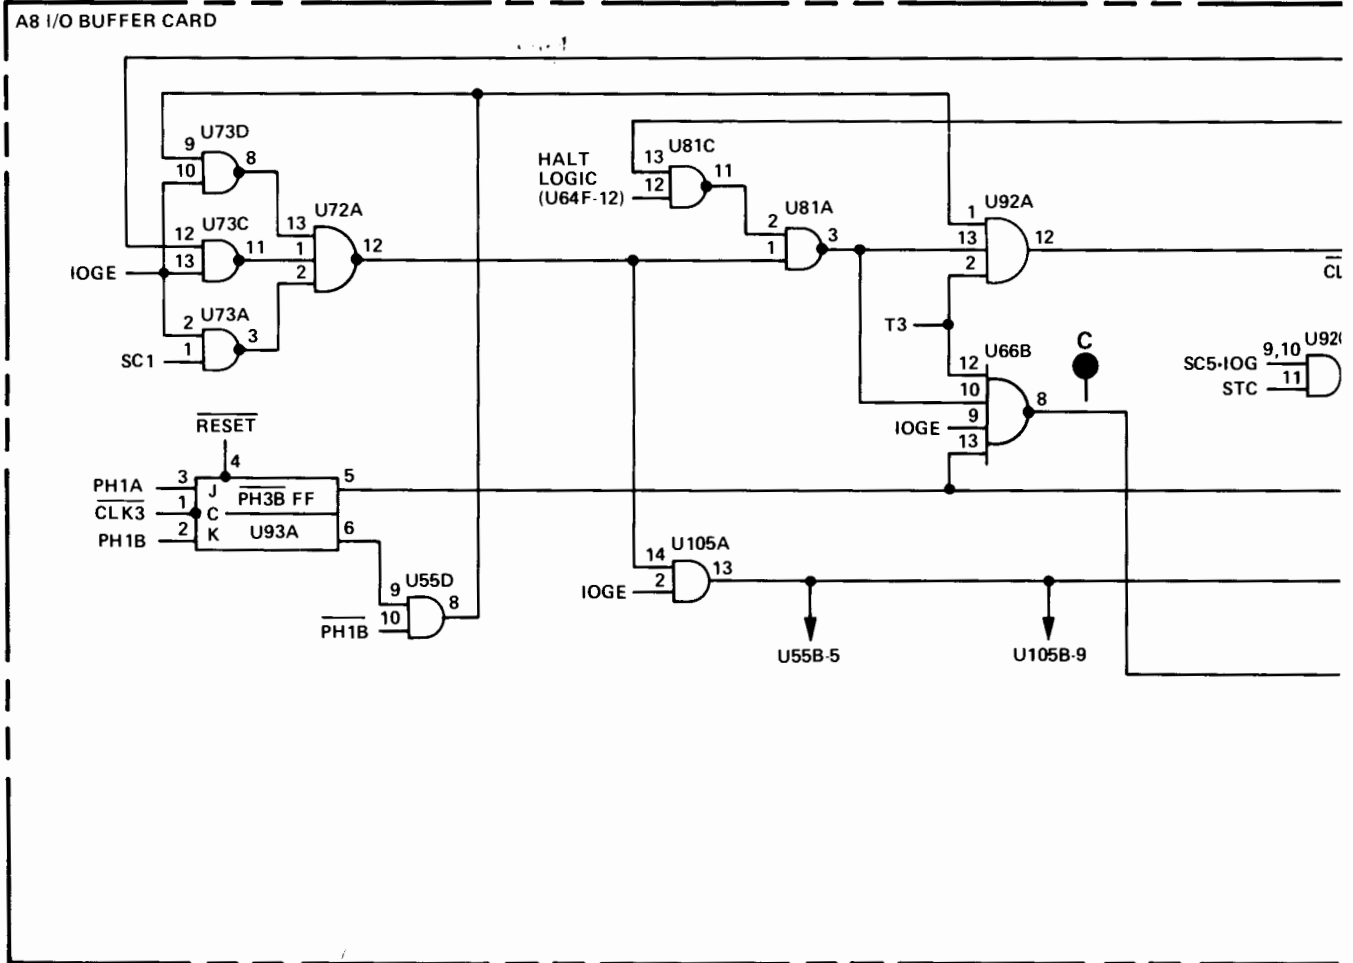 A8 I/O BUFFER CARD
U73D
9
10
8
U73C
12
13
11
IOGE
U73A
2
1
3
SC1
U72A
13
1
2
12
HALT
LOGIC
(U64F-12)
U81C
13
12
11
U81A
2
1
3
U92A
1
13
2
12
T3
U66B
12
10
9
13
8
IOGE
C
SC5•IOG
9,10
STC
11
RESET
4
PH1A
3
J
PH3B FF
5
CLK3
1
C
PH1B
2
K
U93A
6
U55D
9
10
8
PH1B
U105A
14
2
13
IOGE
U55B-5
U105B-9